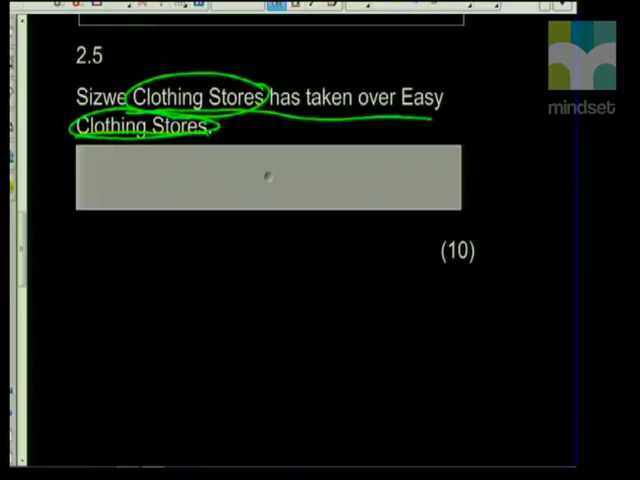 2.5
Sizwe Clothing Stores has taken over Easy
Clothing Stores.
(10)
mindset